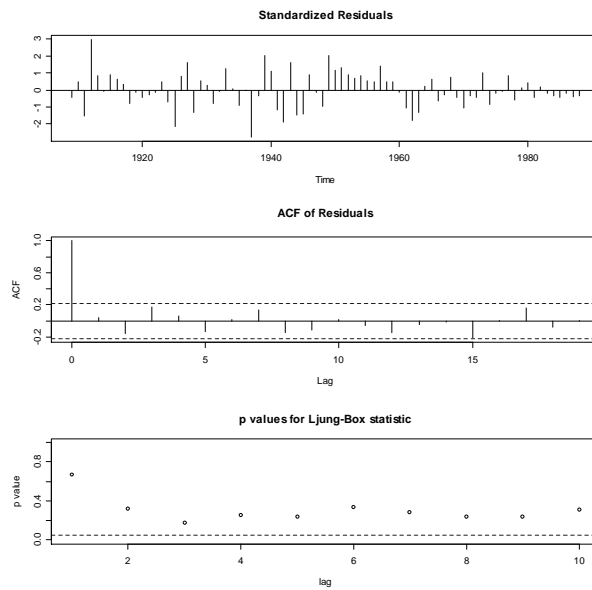 Standardized Residuals
3
2
1
0
-1
-2
1920 1940 1960 1980
Time
ACF of Residuals
ACF
1.0
0.6
0.2
-0.2
0 5 10 15
Lag
p values for Ljung-Box statistic
p value
0.8
0.4
0.0
2 4 6 8 10
lag